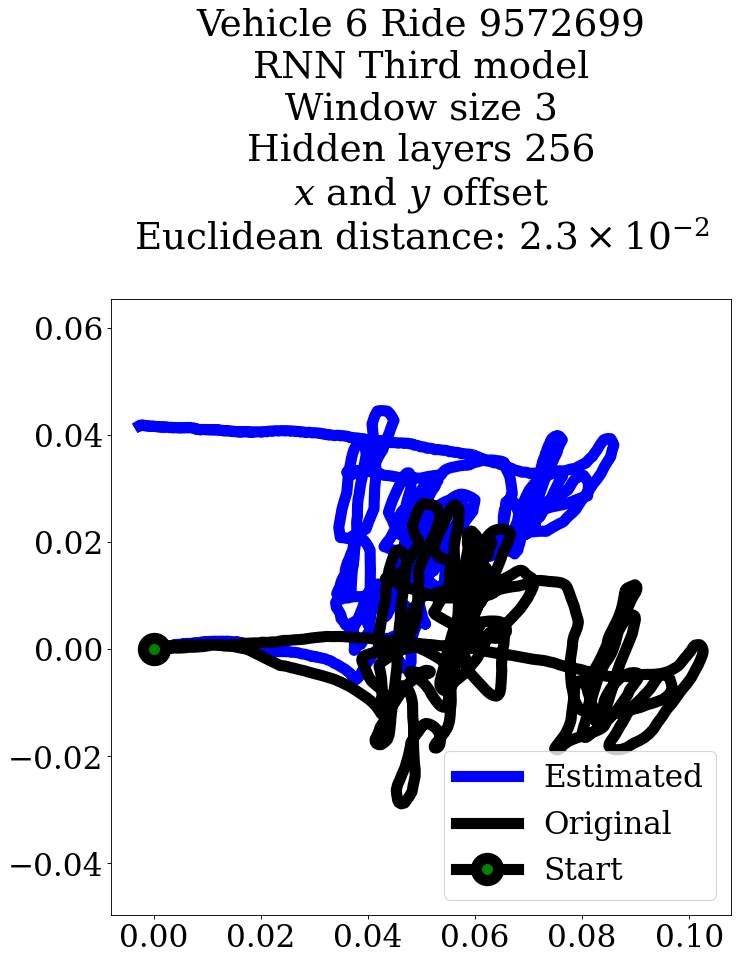 Vehicle 6 Ride 9572699
RNN Third model
Window size 3
Hidden layers 256
x and y offset
Euclidean distance: 2.3 × 10⁻²
0.06
0.04
0.02
0.00
−0.02
−0.04
Estimated
Original
Start
0.00 0.02 0.04 0.06 0.08 0.10